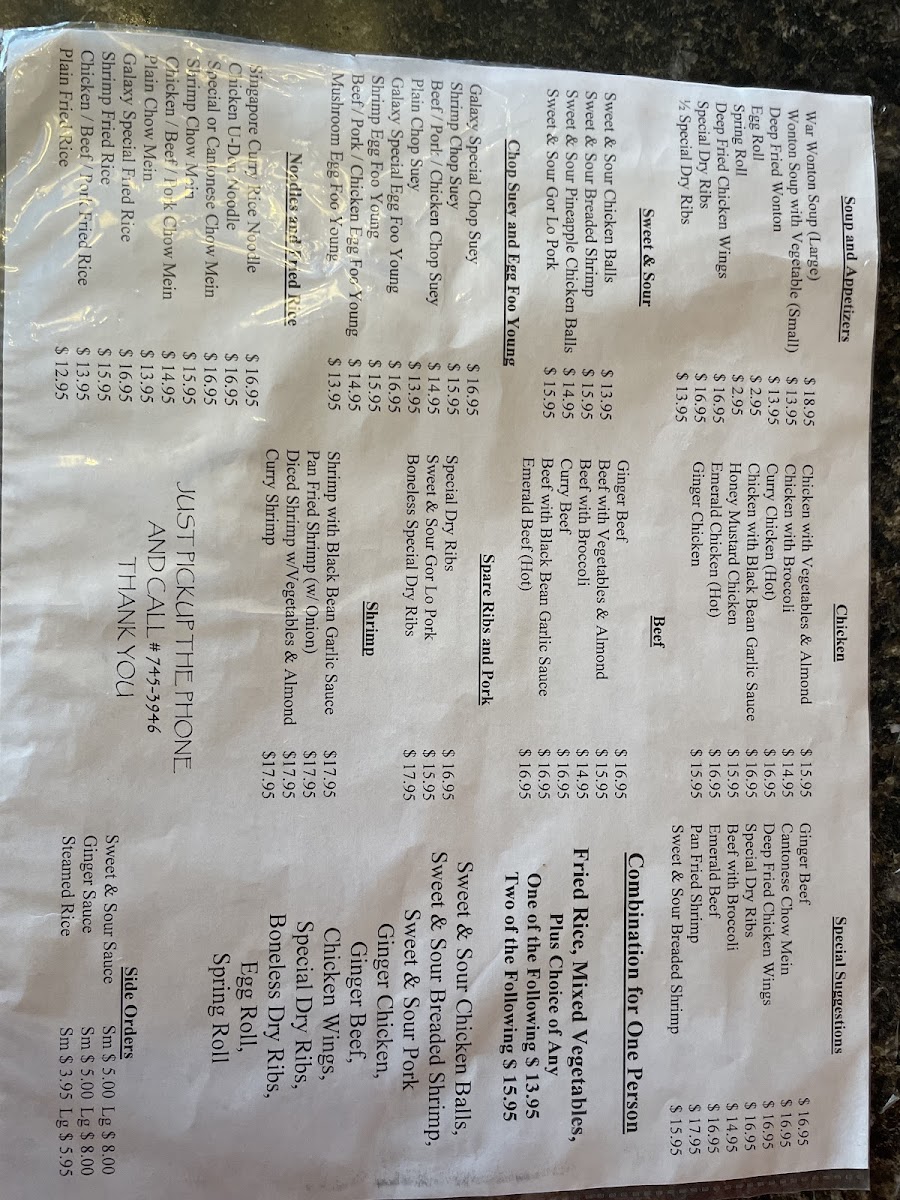 Soup and Appetizers
War Wonton Soup (Large) $ 18.95
Wonton Soup with Vegetable (Small) $ 13.95
Deep Fried Wonton $ 13.95
Egg Roll $ 2.95
Spring Roll $ 2.95
Deep Fried Chicken Wings $ 16.95
Special Dry Ribs $ 16.95
½ Special Dry Ribs $ 13.95
Sweet & Sour
Sweet & Sour Chicken Balls $ 13.95
Sweet & Sour Breaded Shrimp $ 15.95
Sweet & Sour Pineapple Chicken Balls $ 14.95
Sweet & Sour Gor Lo Pork $ 15.95
Chop Suey and Egg Foo Young
Galaxy Special Chop Suey $ 16.95
Shrimp Chop Suey $ 15.95
Beef / Pork / Chicken Chop Suey $ 14.95
Plain Chop Suey $ 13.95
Galaxy Special Egg Foo Young $ 16.95
Shrimp Egg Foo Young $ 15.95
Beef / Pork / Chicken Egg Foo Young $ 14.95
Mushroom Egg Foo Young $ 13.95
Noodles and Fried Rice
Singapore Curry Rice Noodle $ 16.95
Chicken U-Don Noodle $ 16.95
Special or Cantonese Chow Mein $ 16.95
Shrimp Chow Mein $ 15.95
Chicken / Beef / Pork Chow Mein $ 14.95
Plain Chow Mein $ 13.95
Galaxy Special Fried Rice $ 16.95
Shrimp Fried Rice $ 15.95
Chicken / Beef / Pork Fried Rice $ 13.95
Plain Fried Rice $ 12.95
Chicken
Chicken with Vegetables & Almond $ 15.95
Chicken with Broccoli $ 14.95
Curry Chicken (Hot) $ 16.95
Chicken with Black Bean Garlic Sauce $ 16.95
Honey Mustard Chicken $ 15.95
Emerald Chicken (Hot) $ 16.95
Ginger Chicken $ 15.95
Beef
Ginger Beef $ 16.95
Beef with Vegetables & Almond $ 15.95
Beef with Broccoli $ 14.95
Curry Beef $ 16.95
Beef with Black Bean Garlic Sauce $ 16.95
Emerald Beef (Hot) $ 16.95
Spare Ribs and Pork
Special Dry Ribs $ 16.95
Sweet & Sour Gor Lo Pork $ 15.95
Boneless Special Dry Ribs $ 17.95
Shrimp
Shrimp with Black Bean Garlic Sauce $17.95
Pan Fried Shrimp (w/ Onion) $17.95
Diced Shrimp w/Vegetables & Almond $17.95
Curry Shrimp $17.95
JUST PICKUP THE PHONE
AND CALL # 745-3946
THANK YOU
Special Suggestions
Ginger Beef $ 16.95
Cantonese Chow Mein $ 16.95
Deep Fried Chicken Wings $ 16.95
Special Dry Ribs $ 16.95
Beef with Broccoli $ 14.95
Emerald Beef $ 16.95
Pan Fried Shrimp $ 17.95
Sweet & Sour Breaded Shrimp $ 15.95
Combination for One Person
Fried Rice, Mixed Vegetables,
Plus Choice of Any
One of the Following $ 13.95
Two of the Following $ 15.95
Sweet & Sour Chicken Balls,
Sweet & Sour Breaded Shrimp,
Sweet & Sour Pork
Ginger Chicken,
Ginger Beef,
Chicken Wings,
Special Dry Ribs,
Boneless Dry Ribs,
Egg Roll,
Spring Roll
Side Orders
Sweet & Sour Sauce Sm $ 5.00 Lg $ 8.00
Ginger Sauce Sm $ 5.00 Lg $ 8.00
Steamed Rice Sm $ 3.95 Lg $ 5.95